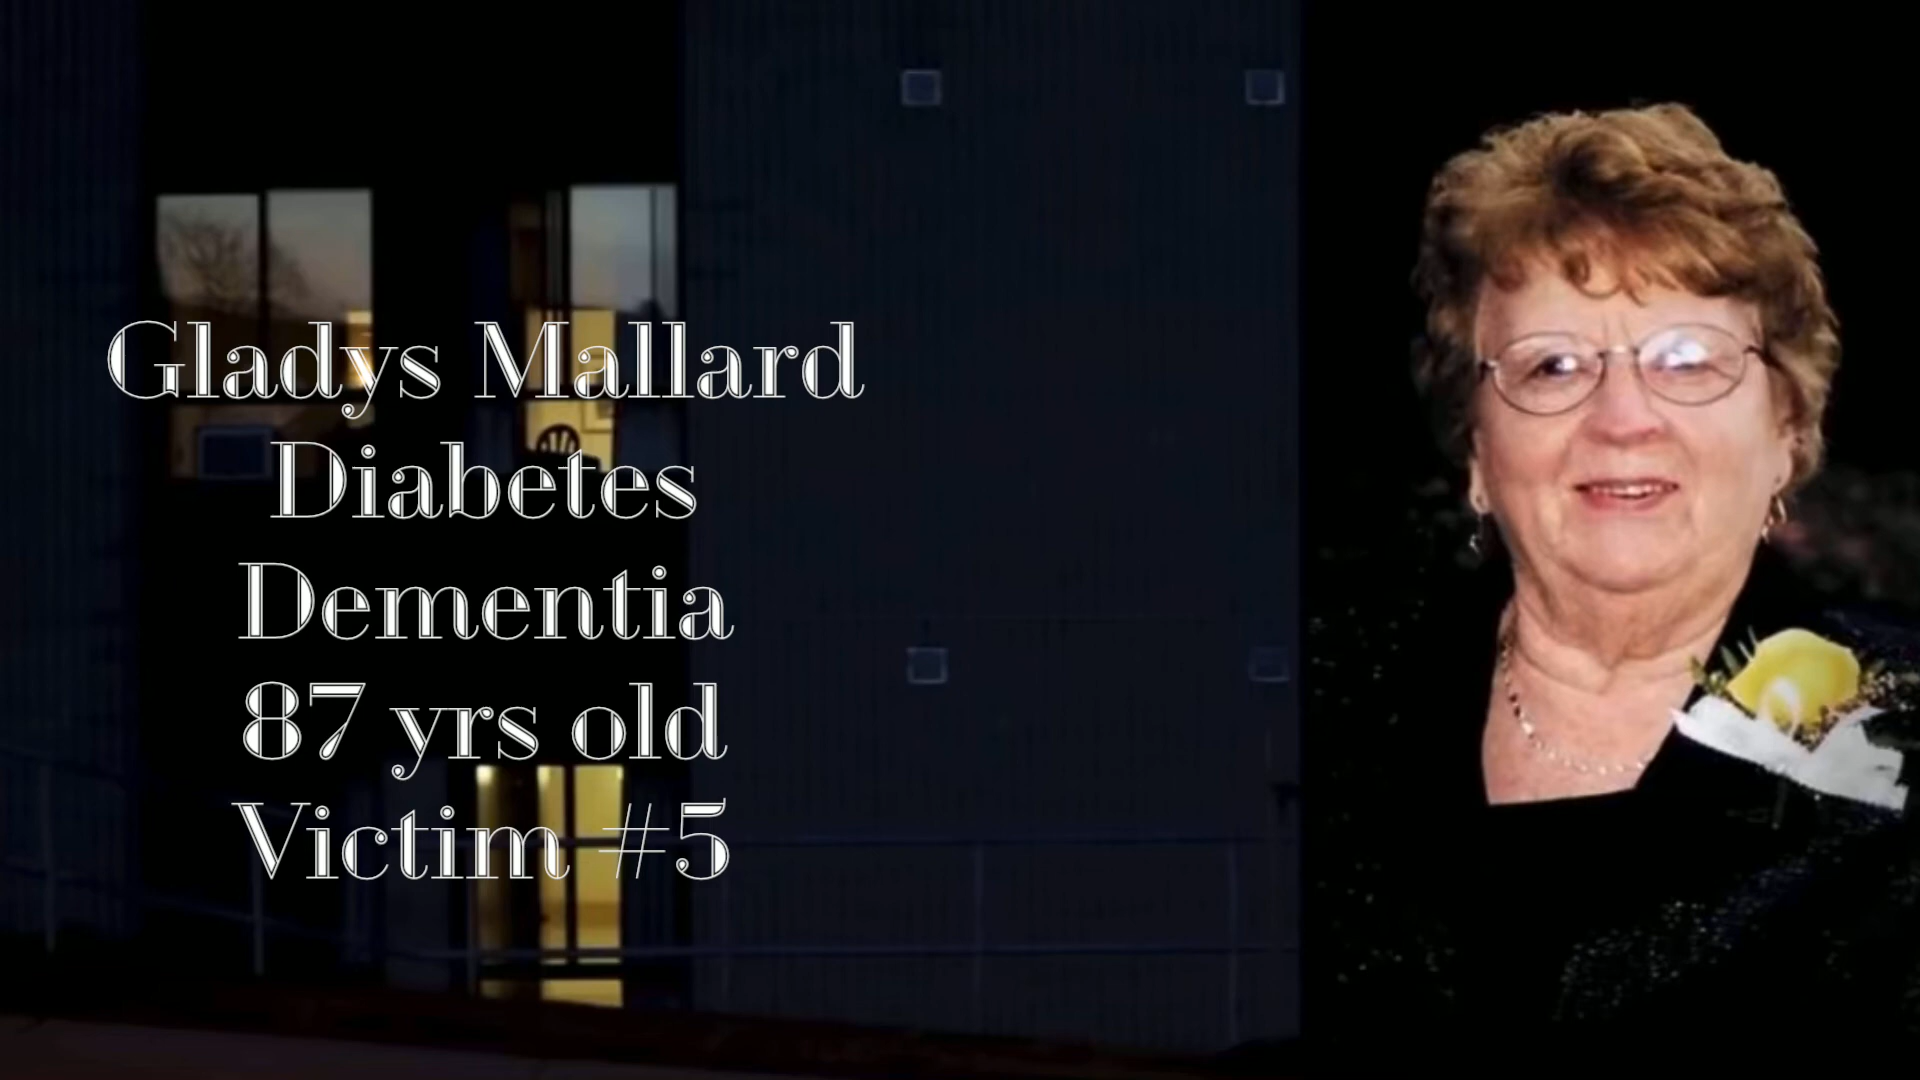 Gladys Mallard
Diabetes
Dementia
87 yrs old
Victim #5